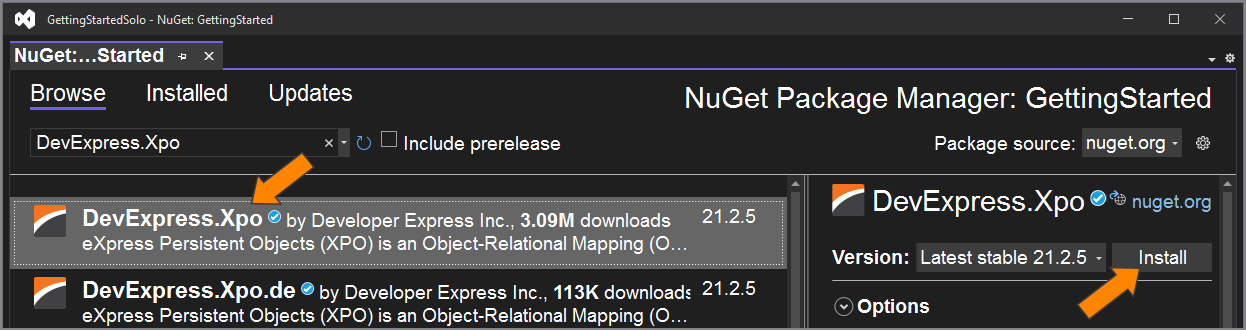 GettingStartedSolo - NuGet: GettingStarted
NuGet:...Started
Browse Installed Updates
NuGet Package Manager: GettingStarted
DevExpress.Xpo
Include prerelease
Package source: nuget.org
DevExpress.Xpo by Developer Express Inc., 3.09M downloads 21.2.5
eXpress Persistent Objects (XPO) is an Object-Relational Mapping (O...
DevExpress.Xpo.de by Developer Express Inc., 113K downloads 21.2.5
eXpress Persistent Objects (XPO) is an Object-Relational Mapping (O...
DevExpress.Xpo nuget.org
Version: Latest stable 21.2.5 Install
Options